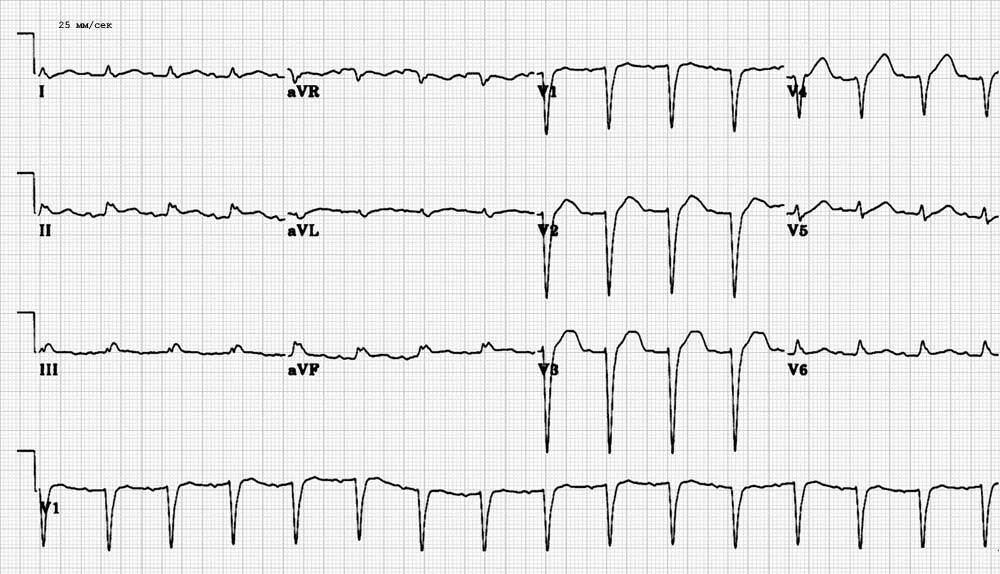 25 мм/сек
I aVR V1 V4
II aVL V2 V5
III aVF V3 V6
V1